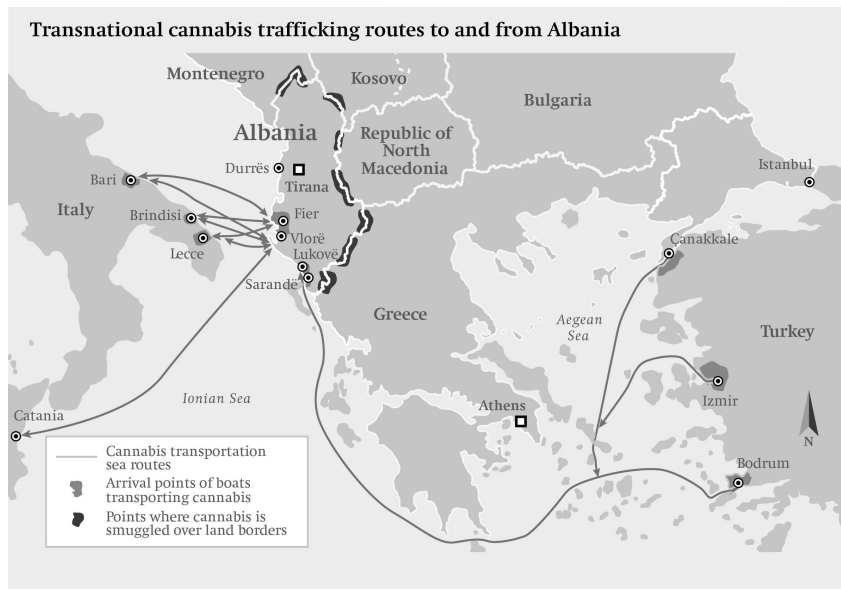 Transnational cannabis trafficking routes to and from Albania
Montenegro
Kosovo
Bulgaria
Albania
Republic of
North
Macedonia
Durrës
Tirana
Istanbul
Bari
Italy
Brindisi
Fier
Vlorë
Lecce
Lukovë
Sarandë
Çanakkale
Greece
Aegean
Sea
Turkey
Ionian Sea
Izmir
Athens
Catania
N
Bodrum
Cannabis transportation
sea routes
Arrival points of boats
transporting cannabis
Points where cannabis is
smuggled over land borders